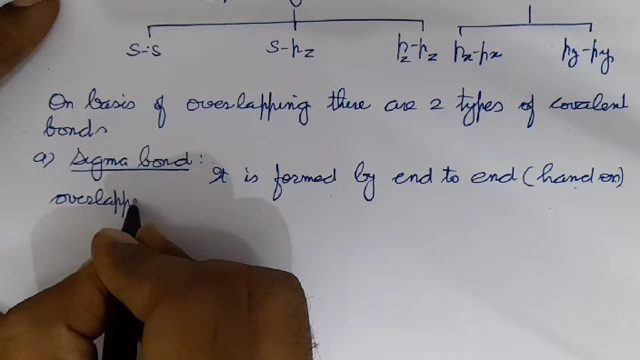 s-s s-pz pz-pz px-px py-py
On basis of overlapping there are 2 types of covalent
bonds
a) Sigma bond: It is formed by end to end (hand on)
overlapp